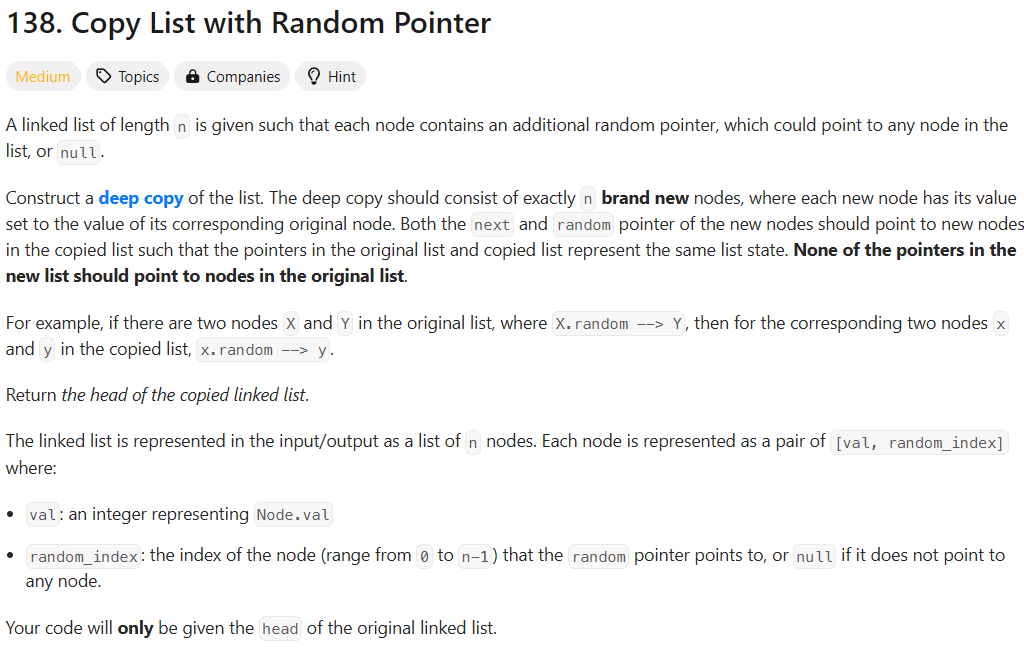 138. Copy List with Random Pointer
Medium Topics Companies Hint
A linked list of length n is given such that each node contains an additional random pointer, which could point to any node in the
list, or null.
Construct a deep copy of the list. The deep copy should consist of exactly n brand new nodes, where each new node has its value
set to the value of its corresponding original node. Both the next and random pointer of the new nodes should point to new nodes
in the copied list such that the pointers in the original list and copied list represent the same list state. None of the pointers in the
new list should point to nodes in the original list.
For example, if there are two nodes X and Y in the original list, where X.random --> Y, then for the corresponding two nodes x
and y in the copied list, x.random --> y.
Return the head of the copied linked list.
The linked list is represented in the input/output as a list of n nodes. Each node is represented as a pair of [val, random_index]
where:
• val: an integer representing Node.val
• random_index: the index of the node (range from 0 to n-1) that the random pointer points to, or null if it does not point to
any node.
Your code will only be given the head of the original linked list.